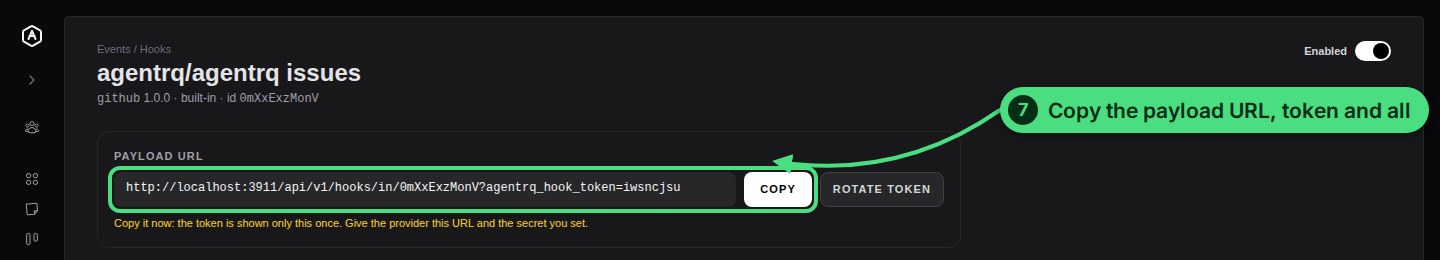 Events / Hooks
agentrq/agentrq issues
github 1.0.0 · built-in · id 0mXxExzMonV
Enabled
7 Copy the payload URL, token and all
PAYLOAD URL
http://localhost:3911/api/v1/hooks/in/0mXxExzMonV?agentrq_hook_token=iwsncjsu
COPY
ROTATE TOKEN
Copy it now: the token is shown only this once. Give the provider this URL and the secret you set.